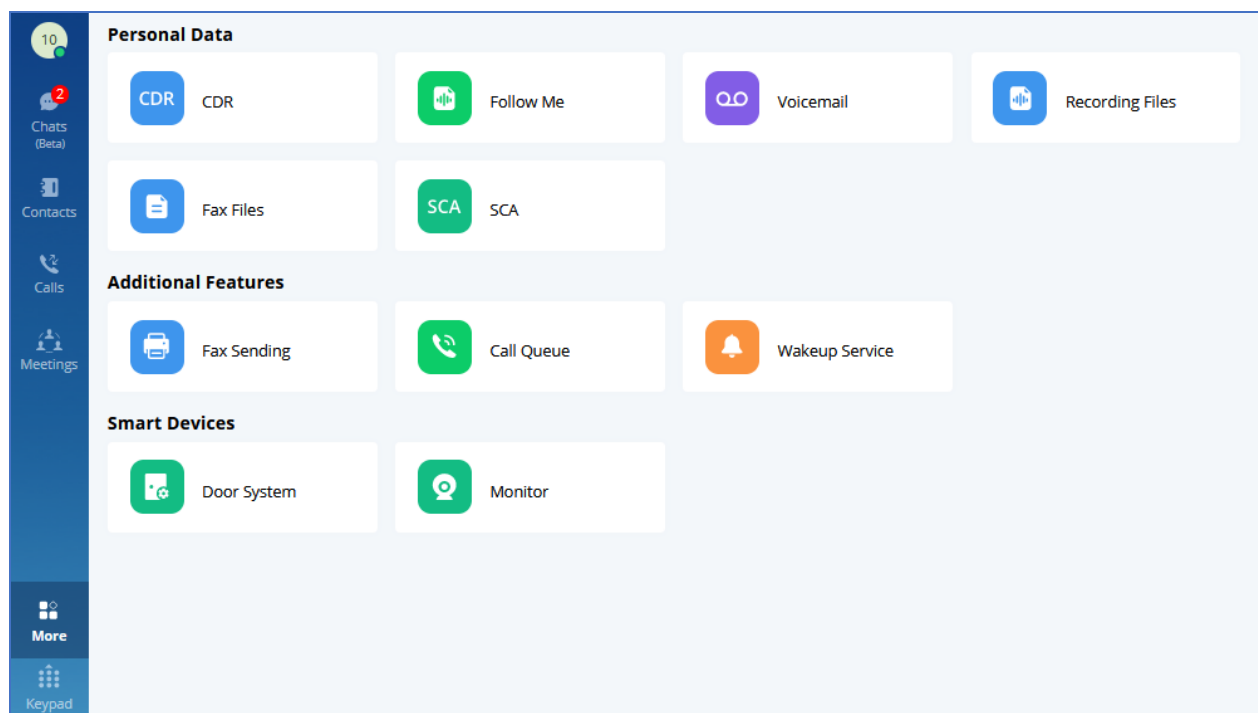 10
2
Chats
(Beta)
Contacts
Calls
Meetings
More
Keypad
Personal Data
CDR CDR
Follow Me
Voicemail
Recording Files
Fax Files
SCA SCA
Additional Features
Fax Sending
Call Queue
Wakeup Service
Smart Devices
Door System
Monitor